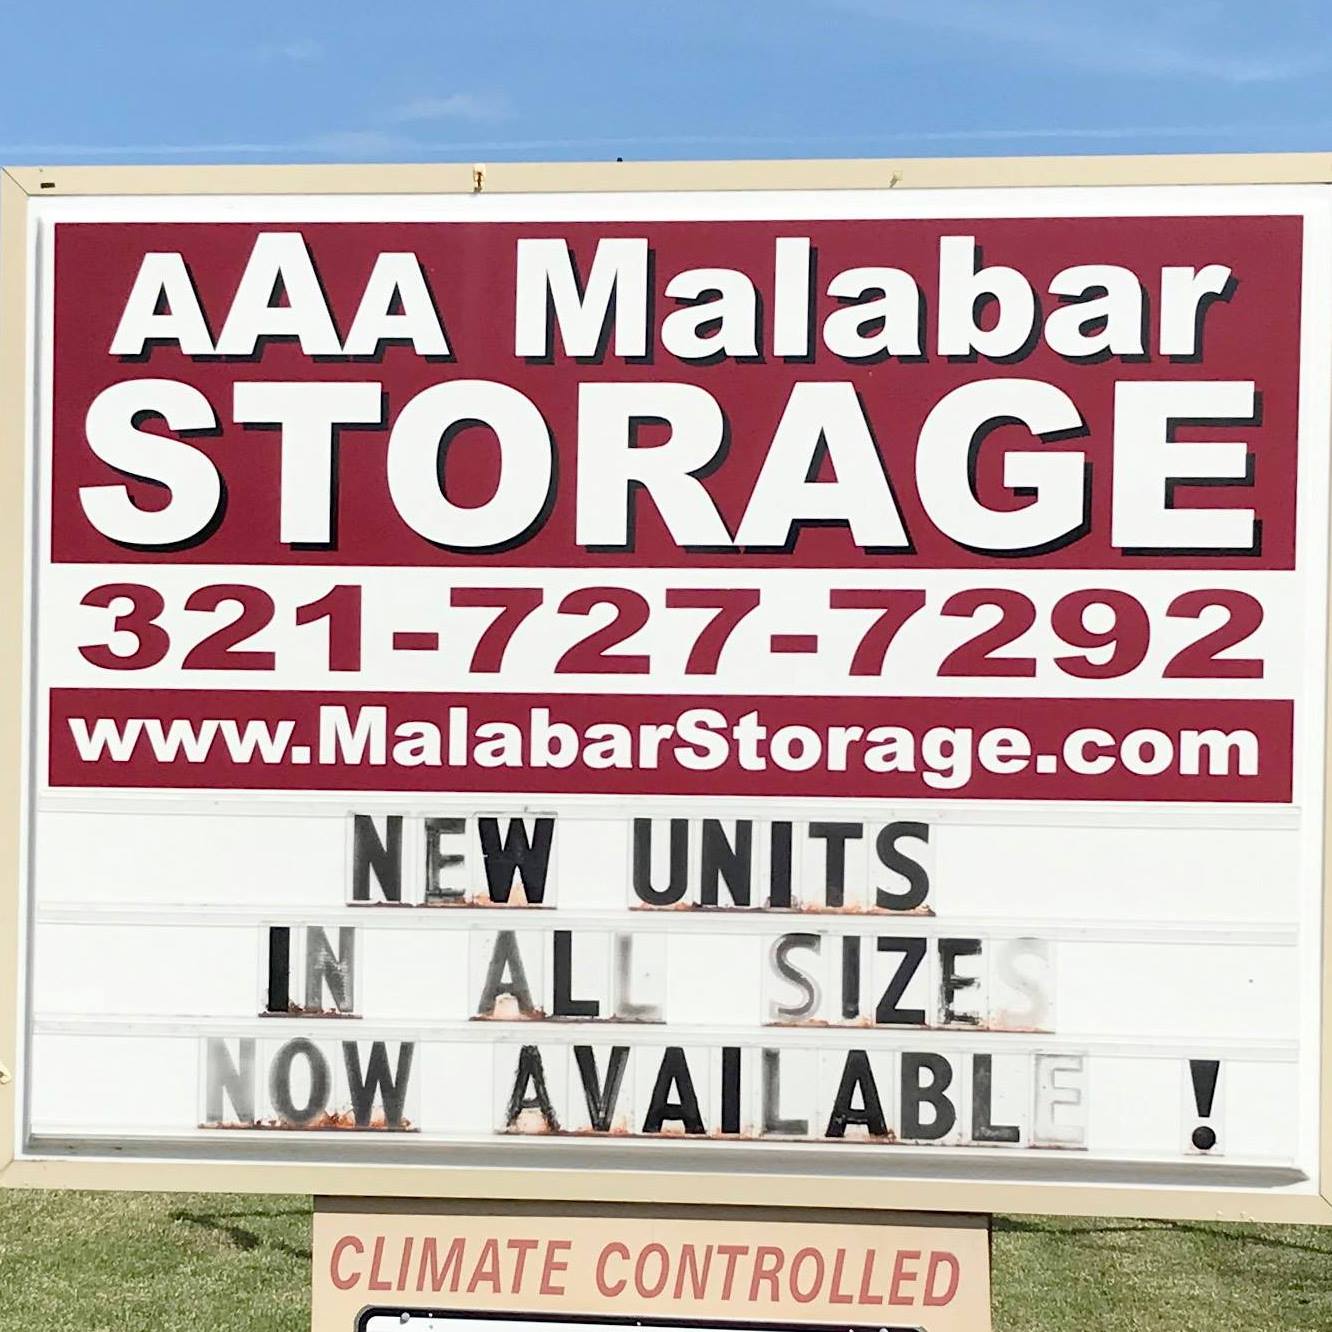 AAA Malabar
STORAGE
321-727-7292
www.MalabarStorage.com
NEW UNITS
IN ALL SIZES
NOW AVAILABLE !
CLIMATE CONTROLLED